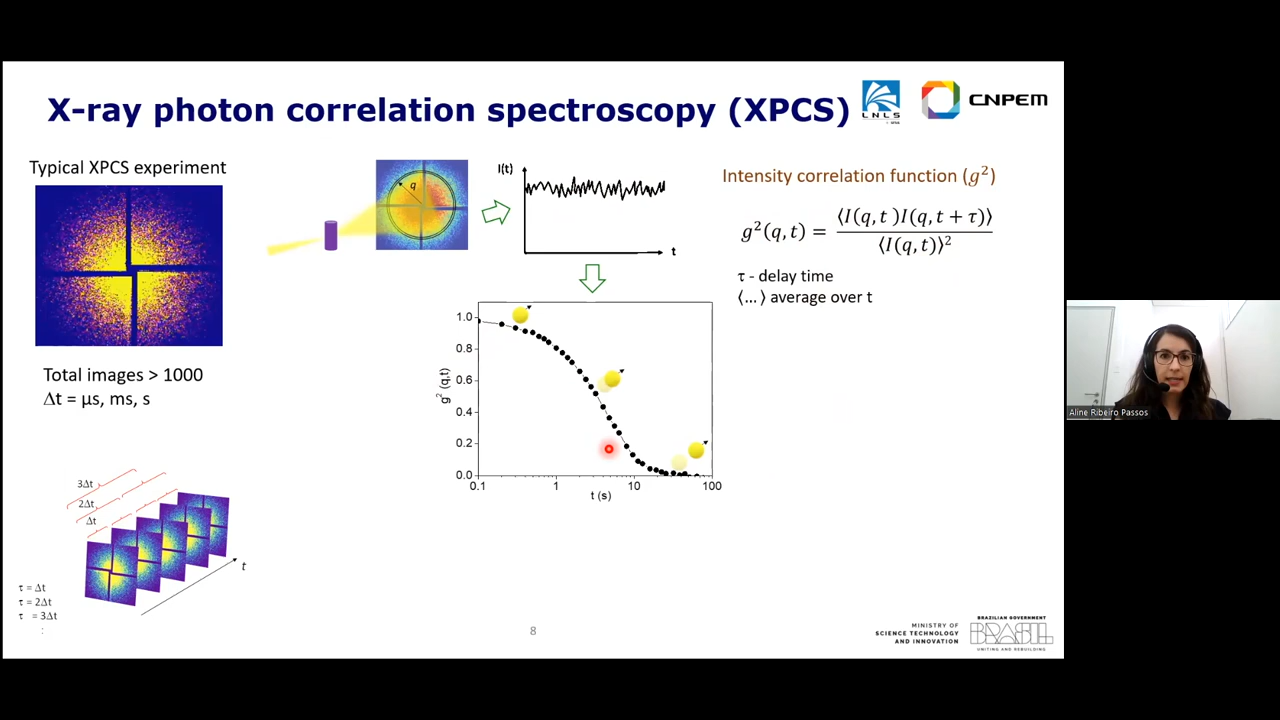 X-ray photon correlation spectroscopy (XPCS)
LNLS
CNPEM
Typical XPCS experiment
Total images > 1000
Δt = μs, ms, s
q
I(t)
t
Intensity correlation function (g²)
g²(q,t) = ⟨I(q,t)I(q,t + τ)⟩ / ⟨I(q,t)⟩²
τ - delay time
⟨…⟩ average over t
g² (q,t)
1.0
0.8
0.6
0.4
0.2
0.0
0.1 1 10 100
t (s)
3Δt
2Δt
Δt
t
τ = Δt
τ = 2Δt
τ = 3Δt
:
8
MINISTRY OF
SCIENCE TECHNOLOGY
AND INNOVATION
BRAZILIAN GOVERNMENT
BRASIL
UNITING AND REBUILDING
Aline Ribeiro Passos